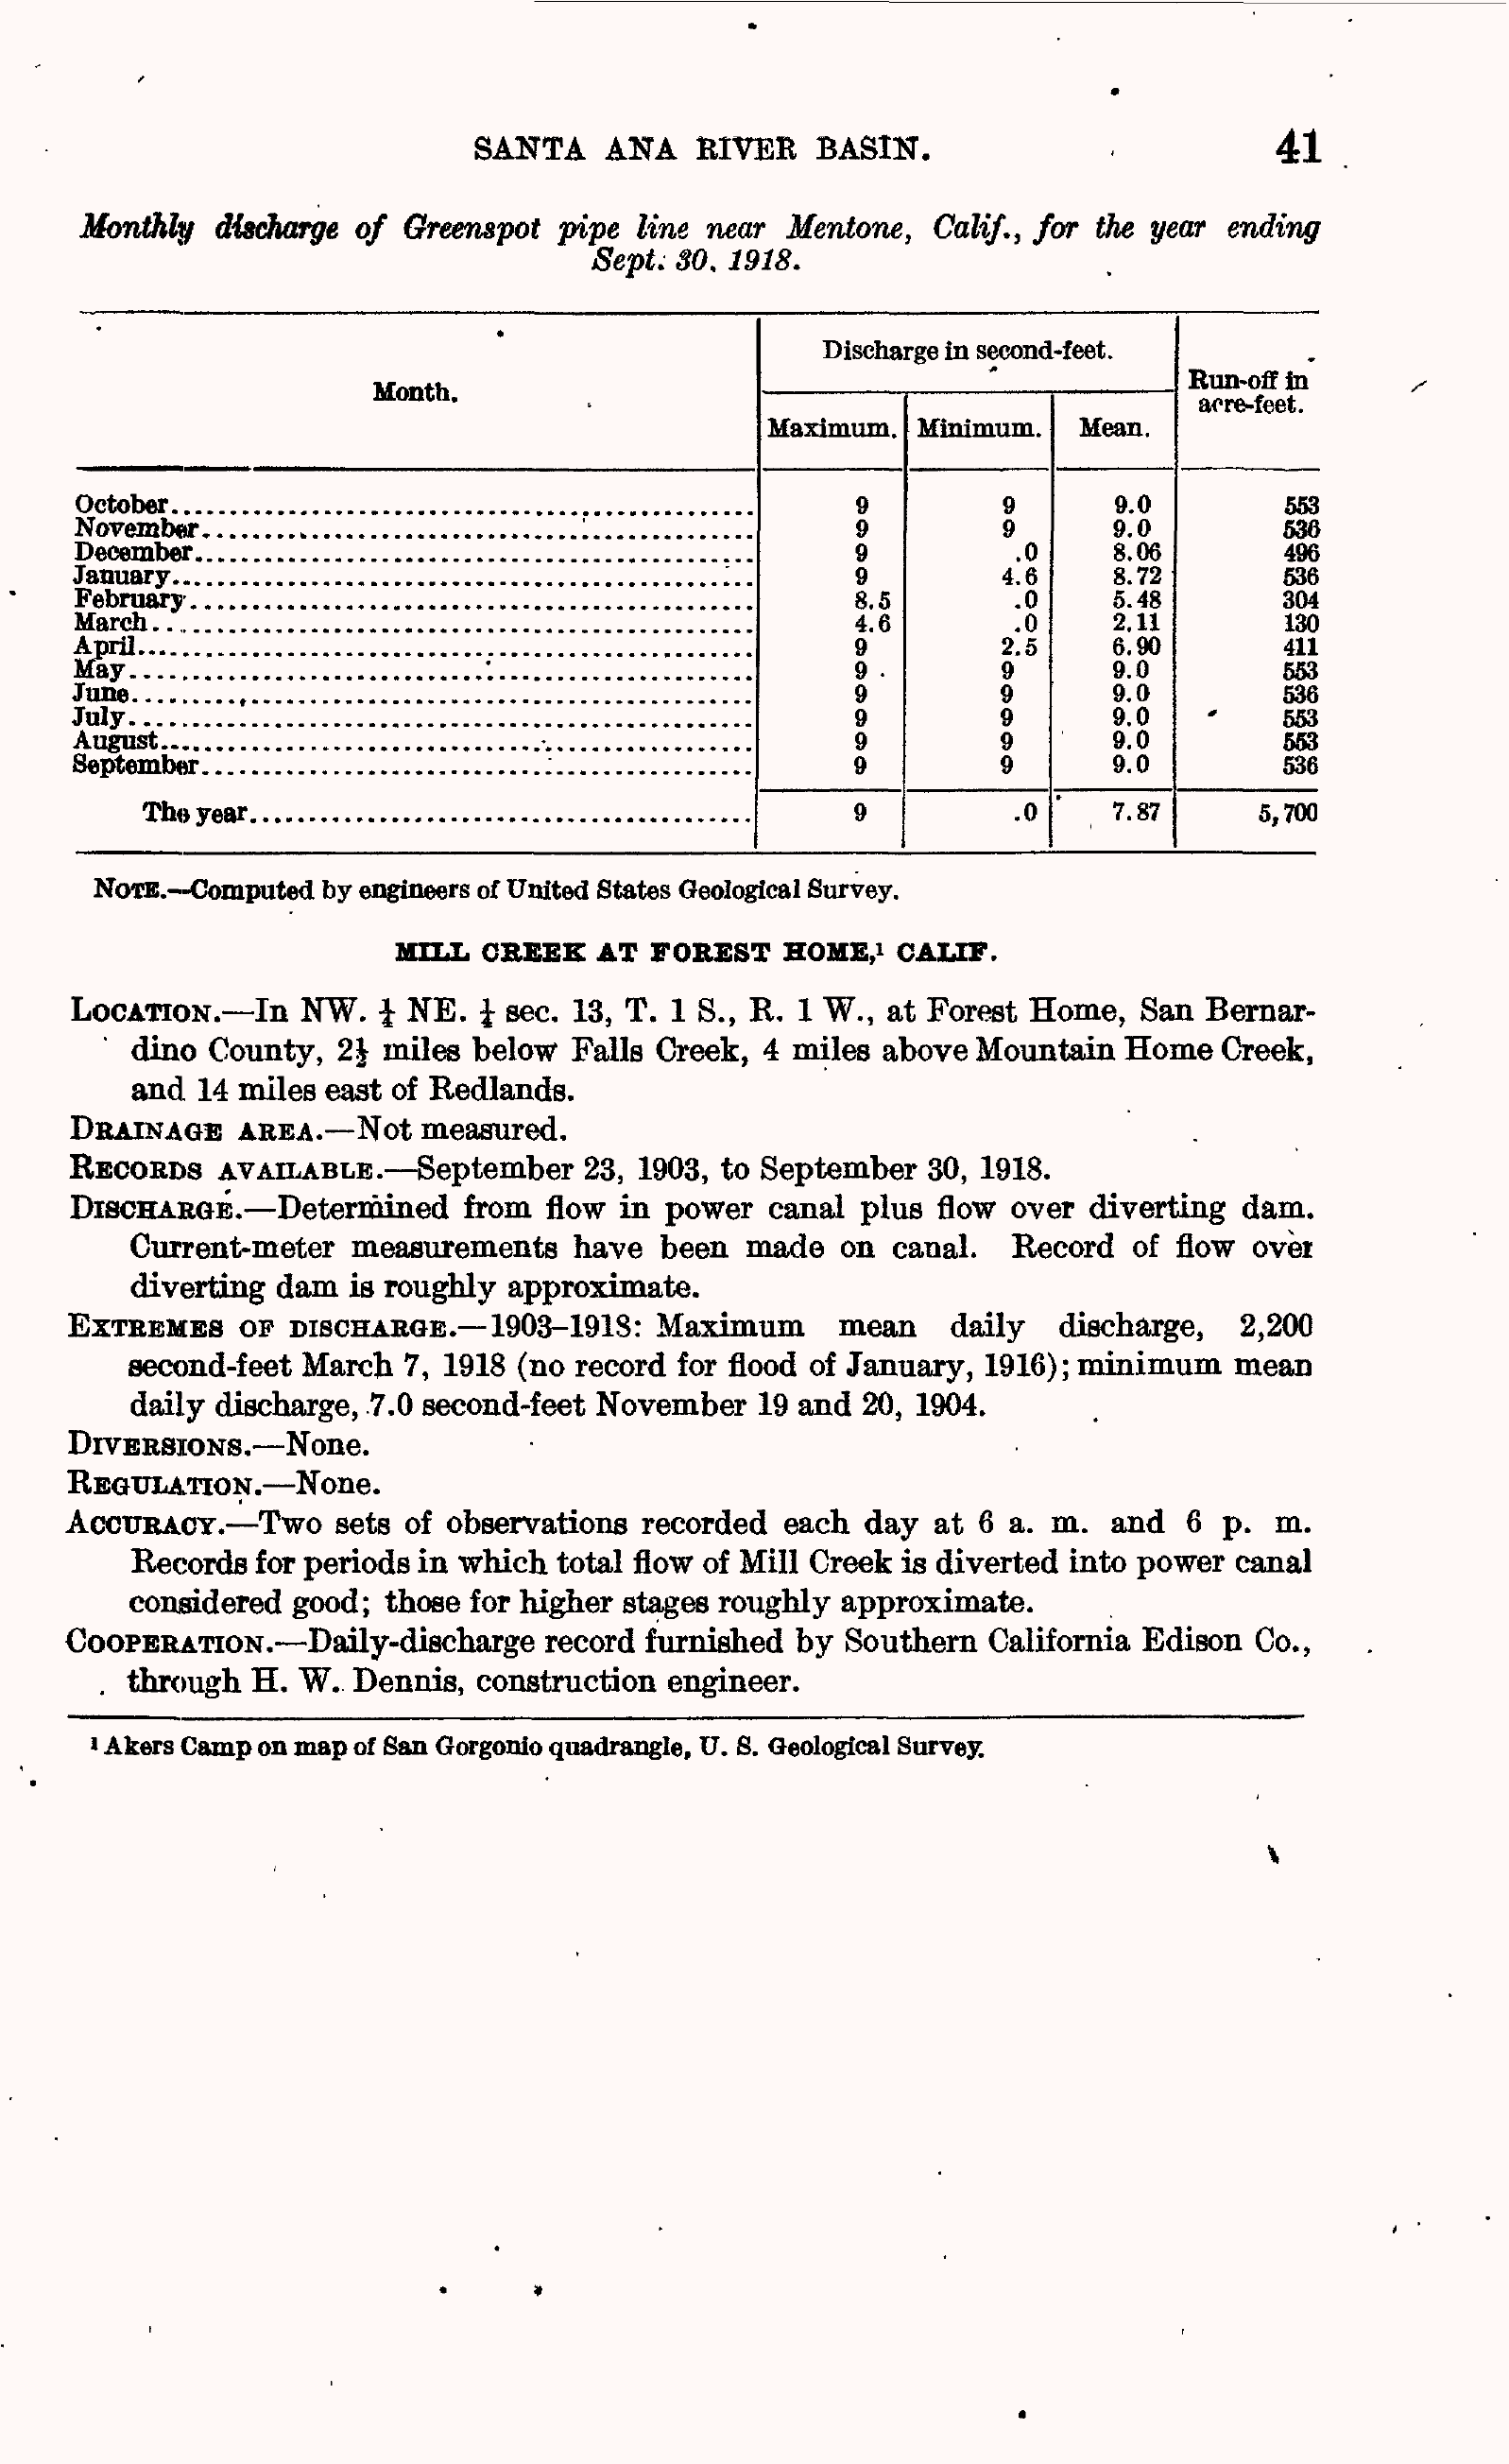 SANTA ANA RIVER BASIN. 41
Monthly discharge of Greenspot pipe line near Mentone, Calif., for the year ending
Sept. 30, 1918.
Discharge in second-feet.
Month. Run-off in
acre-feet.
Maximum. Minimum. Mean.
October 9 9 9.0 553
November 9 9 9.0 536
December 9 .0 8.06 496
January 9 4.6 8.72 536
February 8.5 .0 5.48 304
March 4.6 .0 2.11 130
April 9 2.5 6.90 411
May 9 9 9.0 553
June 9 9 9.0 536
July 9 9 9.0 553
August 9 9 9.0 553
September 9 9 9.0 536
The year 9 .0 7.87 5,700
NOTE.—Computed by engineers of United States Geological Survey.
MILL CREEK AT FOREST HOME,¹ CALIF.
LOCATION.—In NW. ¼ NE. ¼ sec. 13, T. 1 S., R. 1 W., at Forest Home, San Bernar-
dino County, 2½ miles below Falls Creek, 4 miles above Mountain Home Creek,
and 14 miles east of Redlands.
DRAINAGE AREA.—Not measured.
RECORDS AVAILABLE.—September 23, 1903, to September 30, 1918.
DISCHARGE.—Determined from flow in power canal plus flow over diverting dam.
Current-meter measurements have been made on canal. Record of flow over
diverting dam is roughly approximate.
EXTREMES OF DISCHARGE.—1903–1918: Maximum mean daily discharge, 2,200
second-feet March 7, 1918 (no record for flood of January, 1916); minimum mean
daily discharge, 7.0 second-feet November 19 and 20, 1904.
DIVERSIONS.—None.
REGULATION.—None.
ACCURACY.—Two sets of observations recorded each day at 6 a. m. and 6 p. m.
Records for periods in which total flow of Mill Creek is diverted into power canal
considered good; those for higher stages roughly approximate.
COOPERATION.—Daily-discharge record furnished by Southern California Edison Co.,
through H. W. Dennis, construction engineer.
¹ Akers Camp on map of San Gorgonio quadrangle, U. S. Geological Survey.